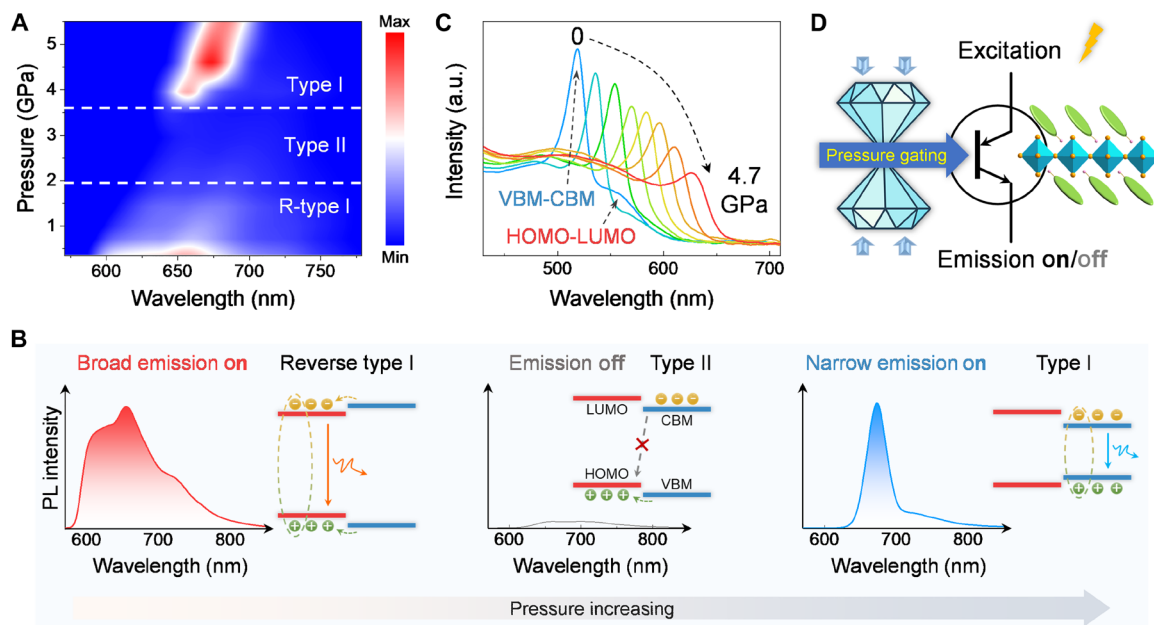 A
Max
Min
Pressure (GPa)
5
4
3
2
1
Type I
Type II
R-type I
600
650
700
750
Wavelength (nm)
C
0
Intensity (a.u.)
VBM-CBM
HOMO-LUMO
4.7
GPa
500
600
700
Wavelength (nm)
D
Excitation
Pressure gating
Emission on/off
B
Broad emission on
Reverse type I
PL intensity
600
700
800
Wavelength (nm)
Emission off
Type II
LUMO
CBM
HOMO
VBM
600
700
800
Wavelength (nm)
Narrow emission on
Type I
600
700
800
Wavelength (nm)
Pressure increasing